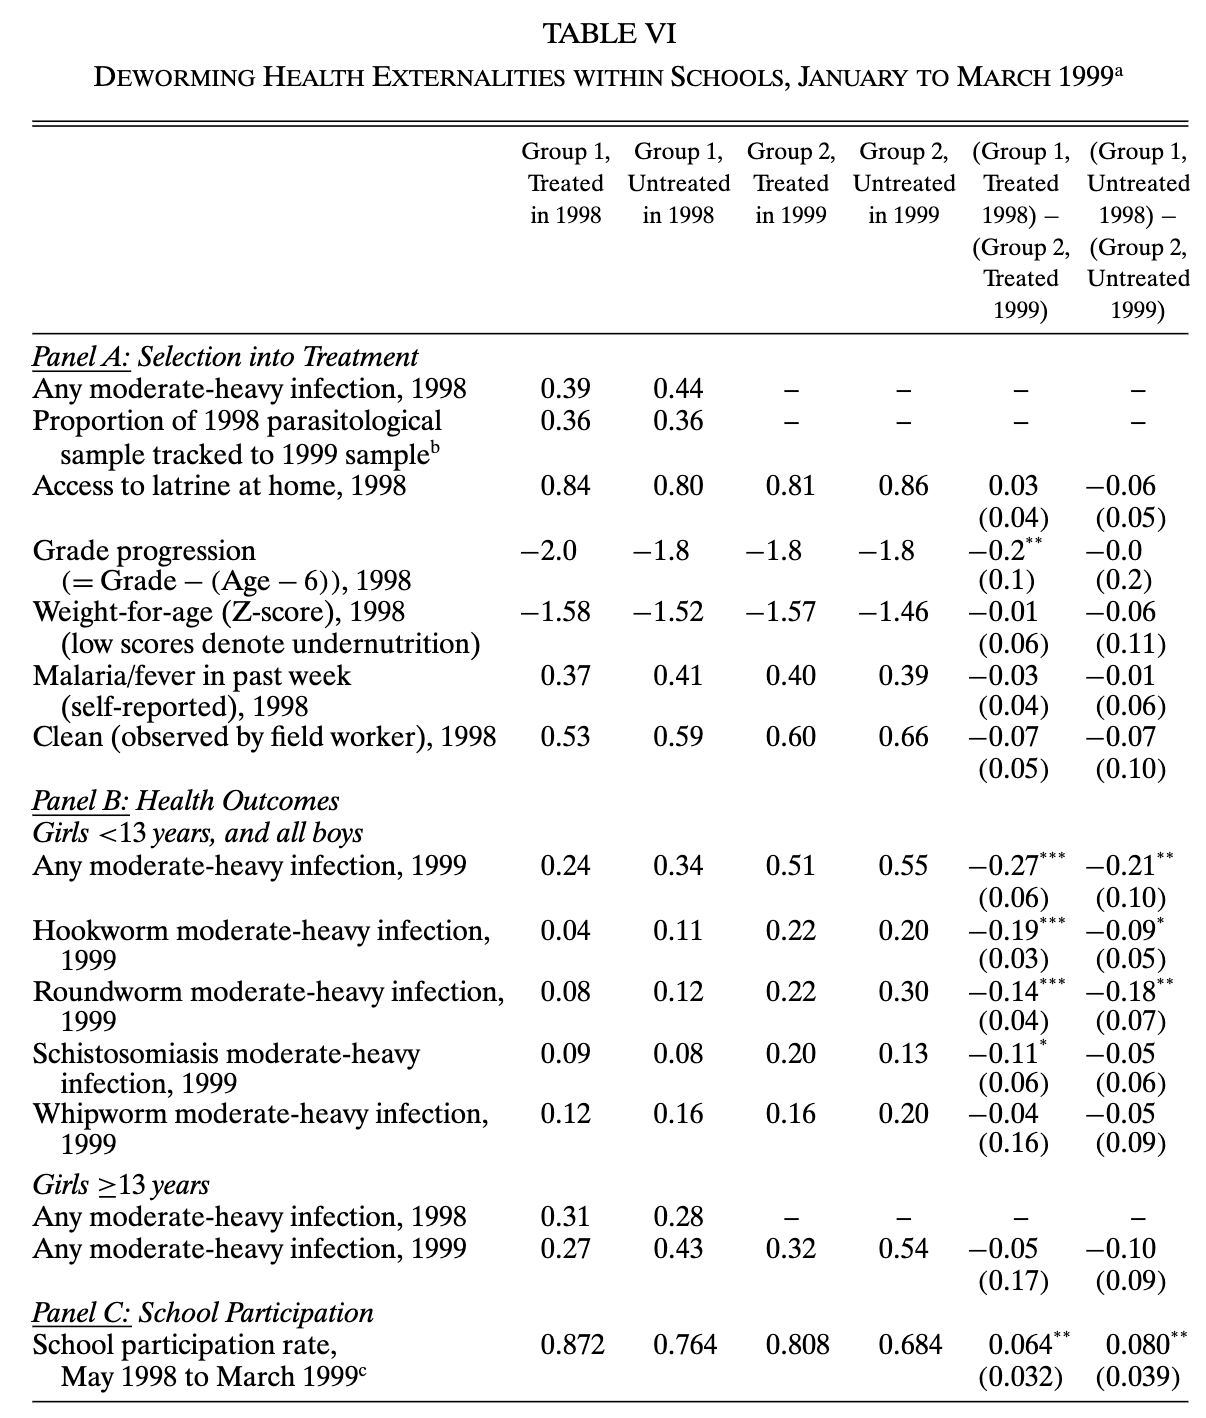 TABLE VI
DEWORMING HEALTH EXTERNALITIES WITHIN SCHOOLS, JANUARY TO MARCH 1999ᵃ
Group 1, Group 1, Group 2, Group 2, (Group 1, (Group 1,
Treated Untreated Treated Untreated Treated Untreated
in 1998 in 1998 in 1999 in 1999 1998) − 1998) −
(Group 2, (Group 2,
Treated Untreated
1999) 1999)
Panel A: Selection into Treatment
Any moderate-heavy infection, 1998 0.39 0.44 – – – –
Proportion of 1998 parasitological 0.36 0.36 – – – –
sample tracked to 1999 sampleᵇ
Access to latrine at home, 1998 0.84 0.80 0.81 0.86 0.03 −0.06
(0.04) (0.05)
Grade progression −2.0 −1.8 −1.8 −1.8 −0.2** −0.0
(= Grade − (Age − 6)), 1998 (0.1) (0.2)
Weight-for-age (Z-score), 1998 −1.58 −1.52 −1.57 −1.46 −0.01 −0.06
(low scores denote undernutrition) (0.06) (0.11)
Malaria/fever in past week 0.37 0.41 0.40 0.39 −0.03 −0.01
(self-reported), 1998 (0.04) (0.06)
Clean (observed by field worker), 1998 0.53 0.59 0.60 0.66 −0.07 −0.07
(0.05) (0.10)
Panel B: Health Outcomes
Girls <13 years, and all boys
Any moderate-heavy infection, 1999 0.24 0.34 0.51 0.55 −0.27*** −0.21**
(0.06) (0.10)
Hookworm moderate-heavy infection, 0.04 0.11 0.22 0.20 −0.19*** −0.09*
1999 (0.03) (0.05)
Roundworm moderate-heavy infection, 0.08 0.12 0.22 0.30 −0.14*** −0.18**
1999 (0.04) (0.07)
Schistosomiasis moderate-heavy 0.09 0.08 0.20 0.13 −0.11* −0.05
infection, 1999 (0.06) (0.06)
Whipworm moderate-heavy infection, 0.12 0.16 0.16 0.20 −0.04 −0.05
1999 (0.16) (0.09)
Girls ≥13 years
Any moderate-heavy infection, 1998 0.31 0.28 – – – –
Any moderate-heavy infection, 1999 0.27 0.43 0.32 0.54 −0.05 −0.10
(0.17) (0.09)
Panel C: School Participation
School participation rate, 0.872 0.764 0.808 0.684 0.064** 0.080**
May 1998 to March 1999ᶜ (0.032) (0.039)